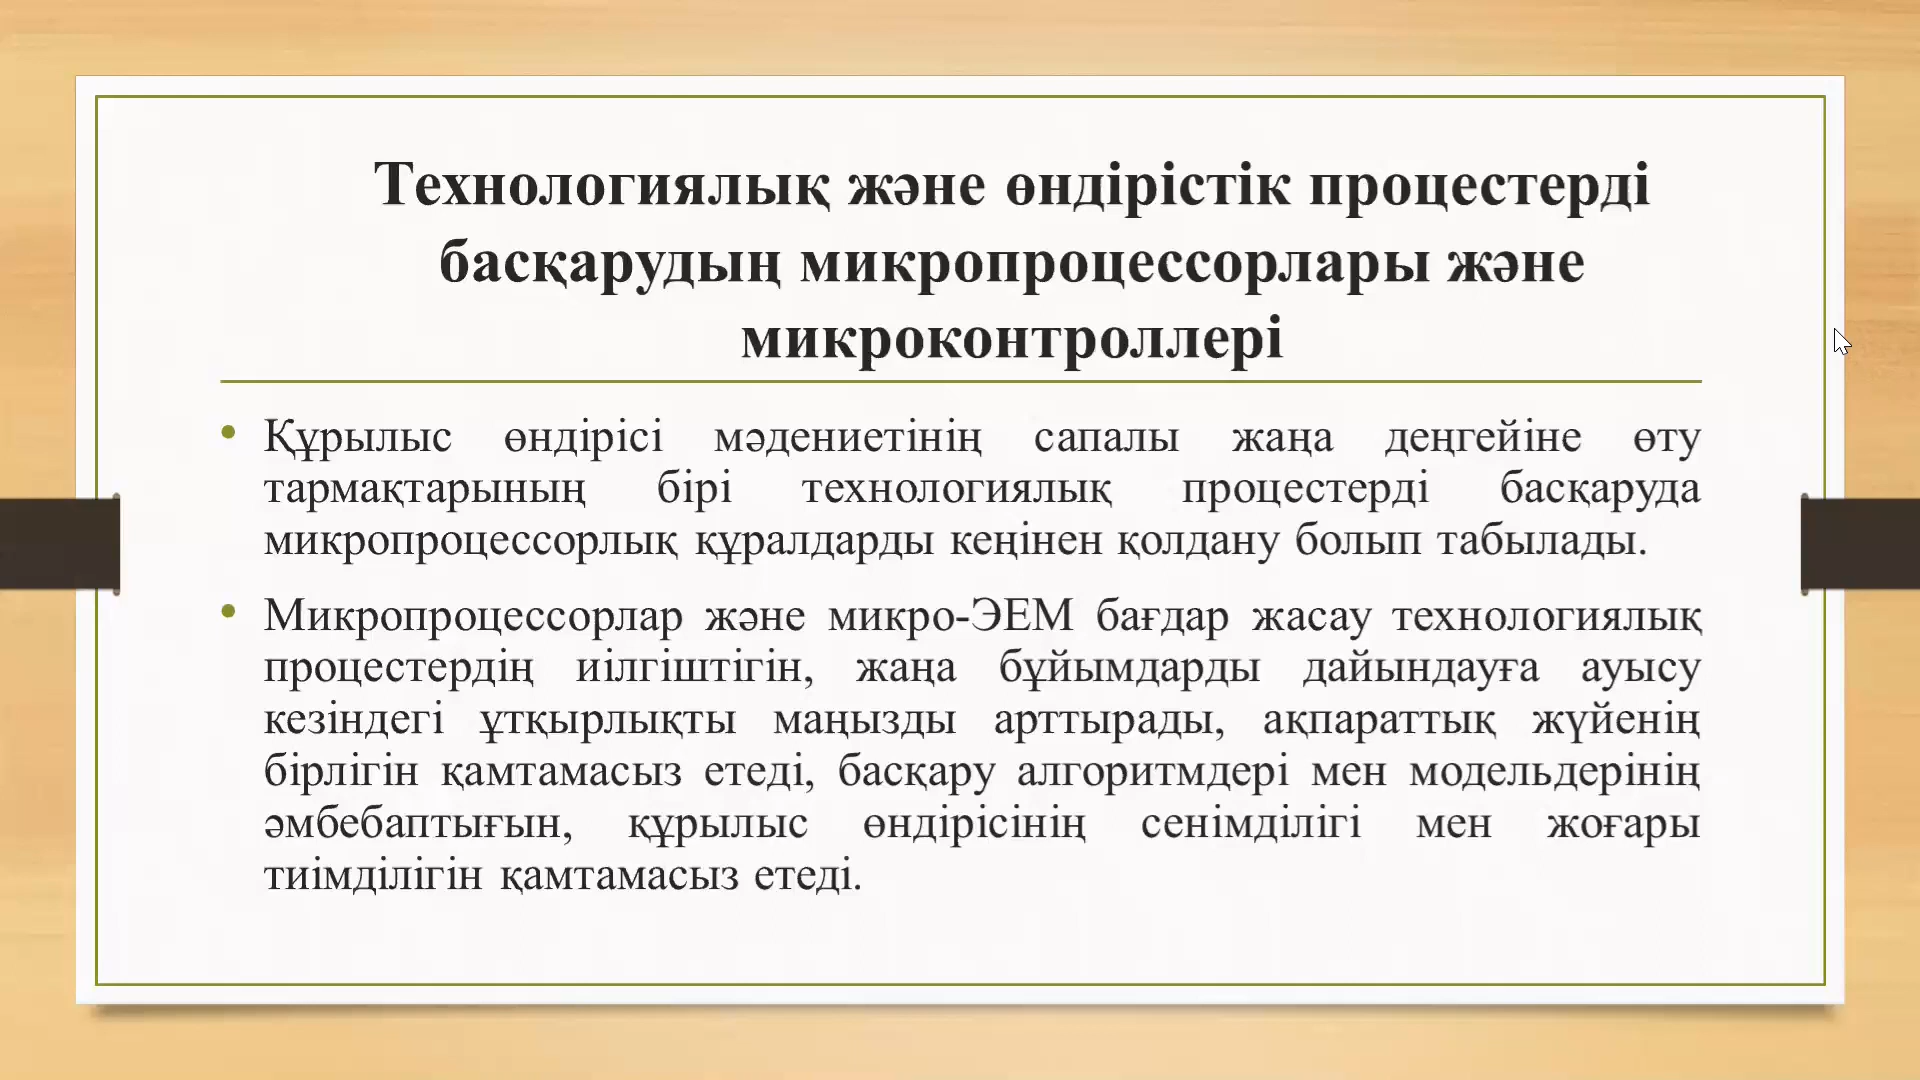 Технологиялық және өндірістік процестерді
басқарудың микропроцессорлары және
микроконтроллері
• Құрылыс өндірісі мәдениетінің сапалы жаңа деңгейіне өту
тармақтарының бірі технологиялық процестерді басқаруда
микропроцессорлық құралдарды кеңінен қолдану болып табылады.
• Микропроцессорлар және микро-ЭЕМ бағдар жасау технологиялық
процестердің иілгіштігін, жаңа бұйымдарды дайындауға ауысу
кезіндегі ұтқырлықты маңызды арттырады, ақпараттық жүйенің
бірлігін қамтамасыз етеді, басқару алгоритмдері мен модельдерінің
әмбебаптығын, құрылыс өндірісінің сенімділігі мен жоғары
тиімділігін қамтамасыз етеді.